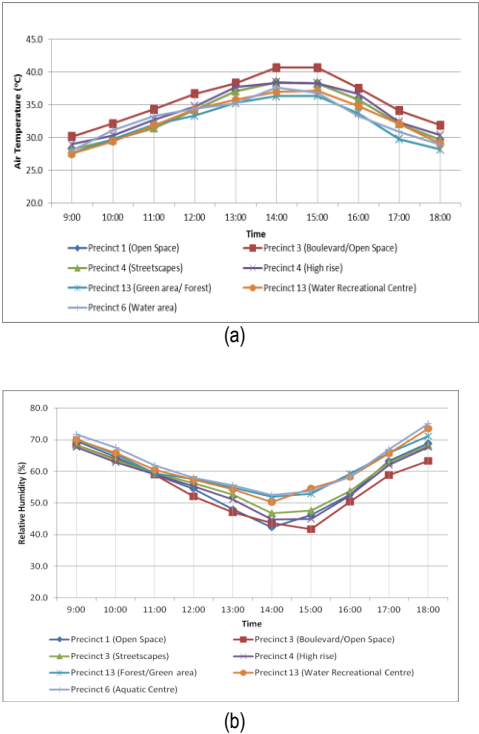 45.0
40.0
35.0
30.0
25.0
20.0
Air Temperature (°C)
9:00 10:00 11:00 12:00 13:00 14:00 15:00 16:00 17:00 18:00
Time
Precinct 1 (Open Space) Precinct 3 (Boulevard/Open Space)
Precinct 4 (Streetscapes) Precinct 4 (High rise)
Precinct 13 (Green area/ Forest) Precinct 13 (Water Recreational Centre)
Precinct 6 (Water area)
(a)
80.0
70.0
60.0
50.0
40.0
30.0
20.0
Relative Humidity (%)
9:00 10:00 11:00 12:00 13:00 14:00 15:00 16:00 17:00 18:00
Time
Precinct 1 (Open Space) Precinct 3 (Boulevard/Open Space)
Precinct 3 (Streetscapes) Precinct 4 (High rise)
Precinct 13 (Forest/Green area) Precinct 13 (Water Recreational Centre)
Precinct 6 (Aquatic Centre)
(b)